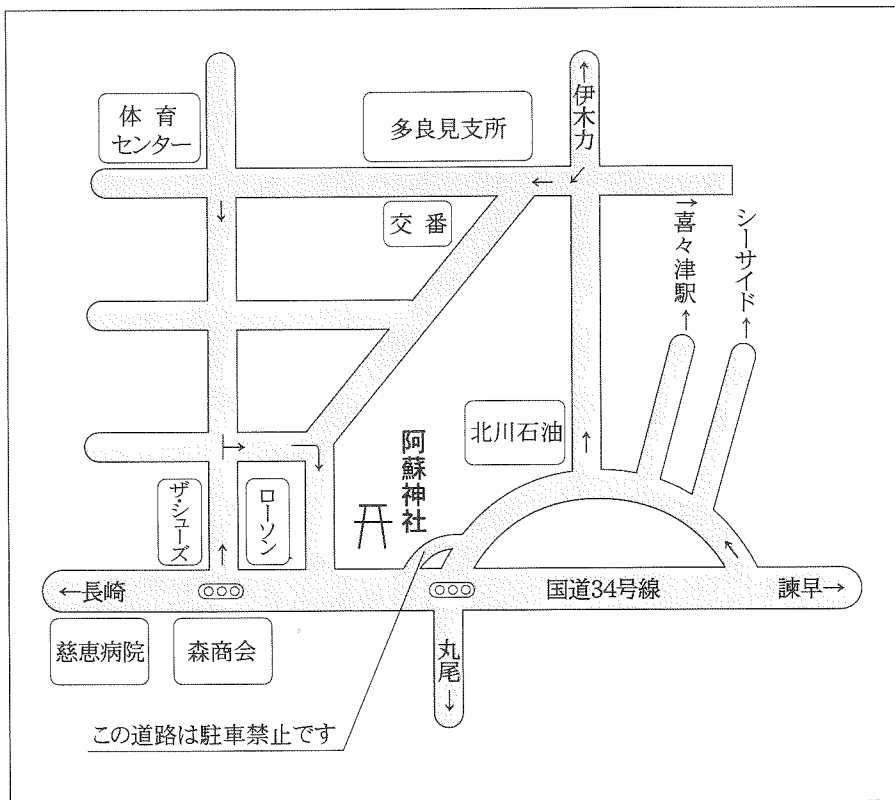 体育
センター
多良見支所
↑伊木力
←
↙
↓
交番
→喜々津駅↑
シーサイド↑
北川石油
阿蘇神社
→
↓
↑
ザ・シューズ
ローソン
↑
↖
←長崎
国道34号線
諫早→
慈恵病院
森商会
丸尾↓
この道路は駐車禁止です